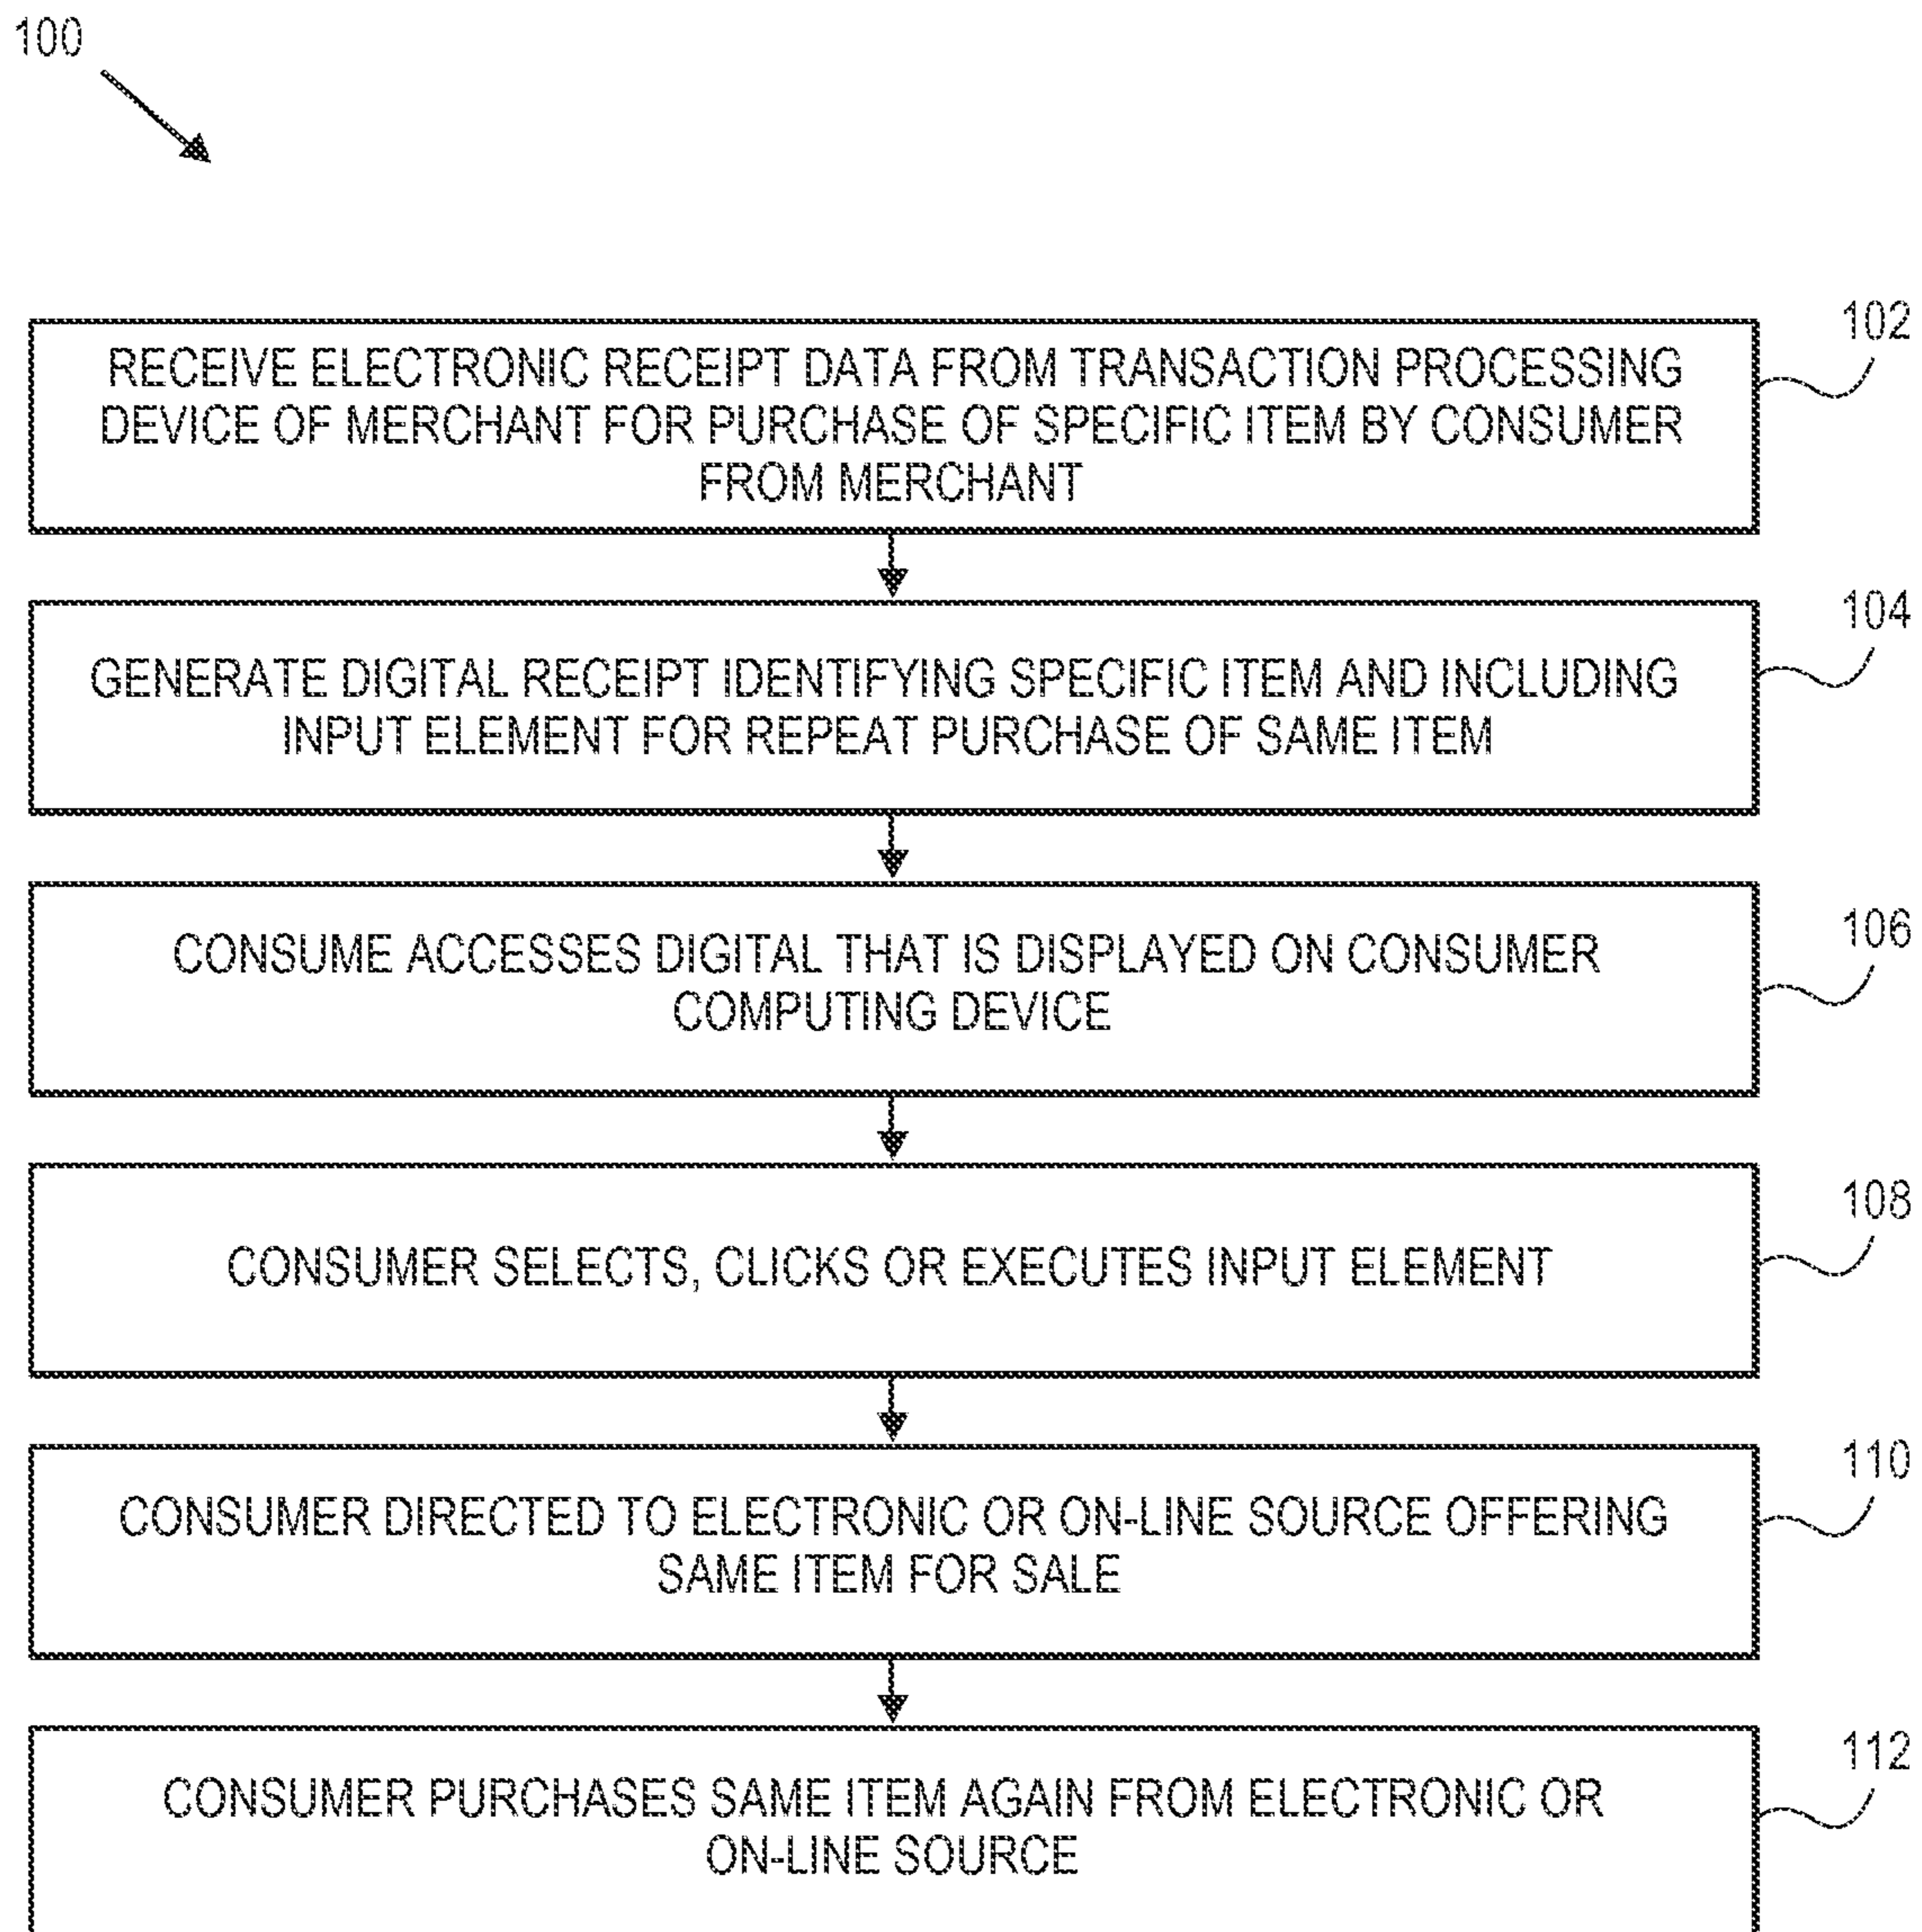 100
102
RECEIVE ELECTRONIC RECEIPT DATA FROM TRANSACTION PROCESSING
DEVICE OF MERCHANT FOR PURCHASE OF SPECIFIC ITEM BY CONSUMER
FROM MERCHANT
104
GENERATE DIGITAL RECEIPT IDENTIFYING SPECIFIC ITEM AND INCLUDING
INPUT ELEMENT FOR REPEAT PURCHASE OF SAME ITEM
106
CONSUME ACCESSES DIGITAL THAT IS DISPLAYED ON CONSUMER
COMPUTING DEVICE
108
CONSUMER SELECTS, CLICKS OR EXECUTES INPUT ELEMENT
110
CONSUMER DIRECTED TO ELECTRONIC OR ON-LINE SOURCE OFFERING
SAME ITEM FOR SALE
112
CONSUMER PURCHASES SAME ITEM AGAIN FROM ELECTRONIC OR
ON-LINE SOURCE